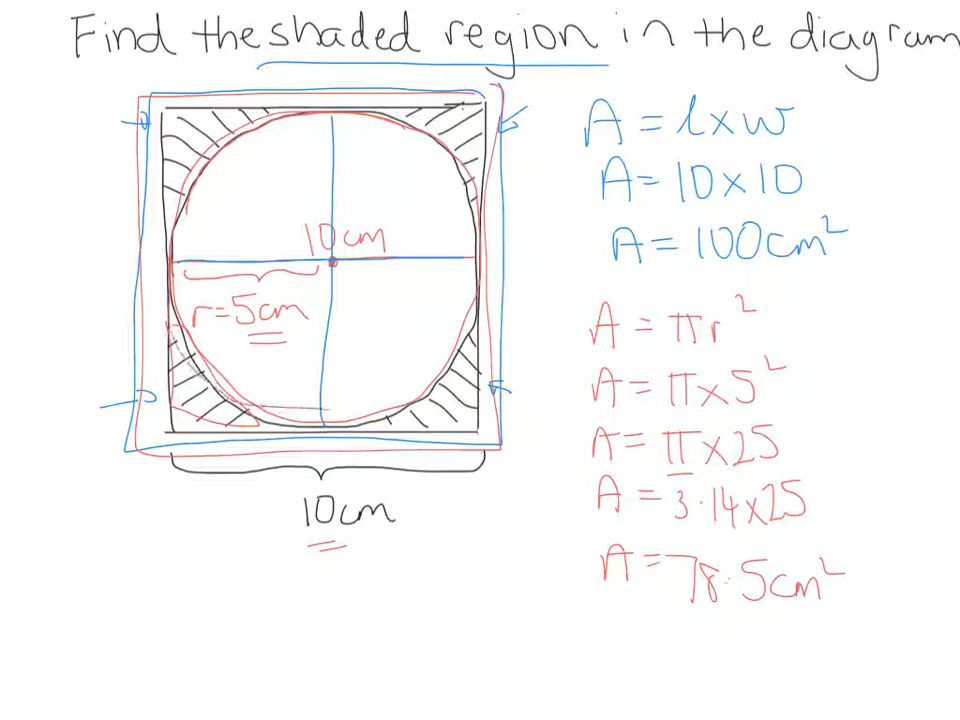 Find the shaded region in the diagram
A = l×w
A = 10×10
A = 100cm²
10cm
r = 5cm
10cm
A = πr²
A = π×5²
A = π×25
A = 3·14×25
A = 78·5cm²